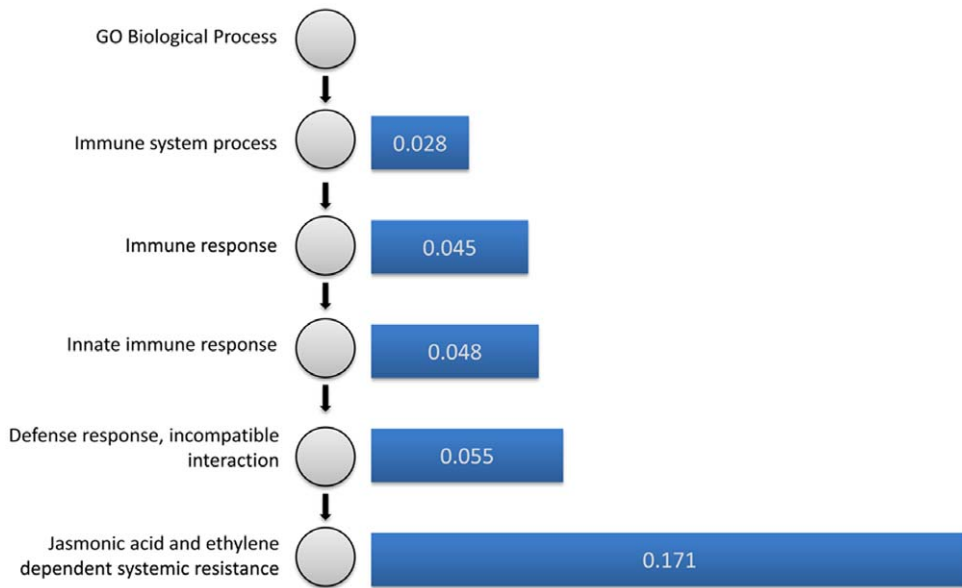 GO Biological Process
Immune system process
0.028
Immune response
0.045
Innate immune response
0.048
Defense response, incompatible
interaction
0.055
Jasmonic acid and ethylene
dependent systemic resistance
0.171